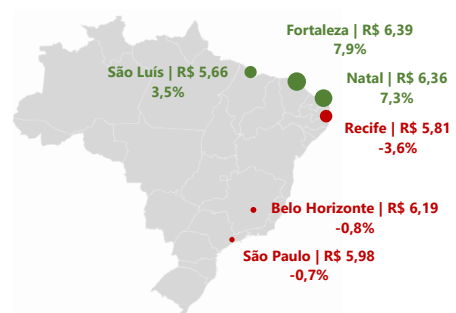 Fortaleza | R$ 6,39
7,9%
São Luís | R$ 5,66
3,5%
Natal | R$ 6,36
7,3%
Recife | R$ 5,81
-3,6%
Belo Horizonte | R$ 6,19
-0,8%
São Paulo | R$ 5,98
-0,7%